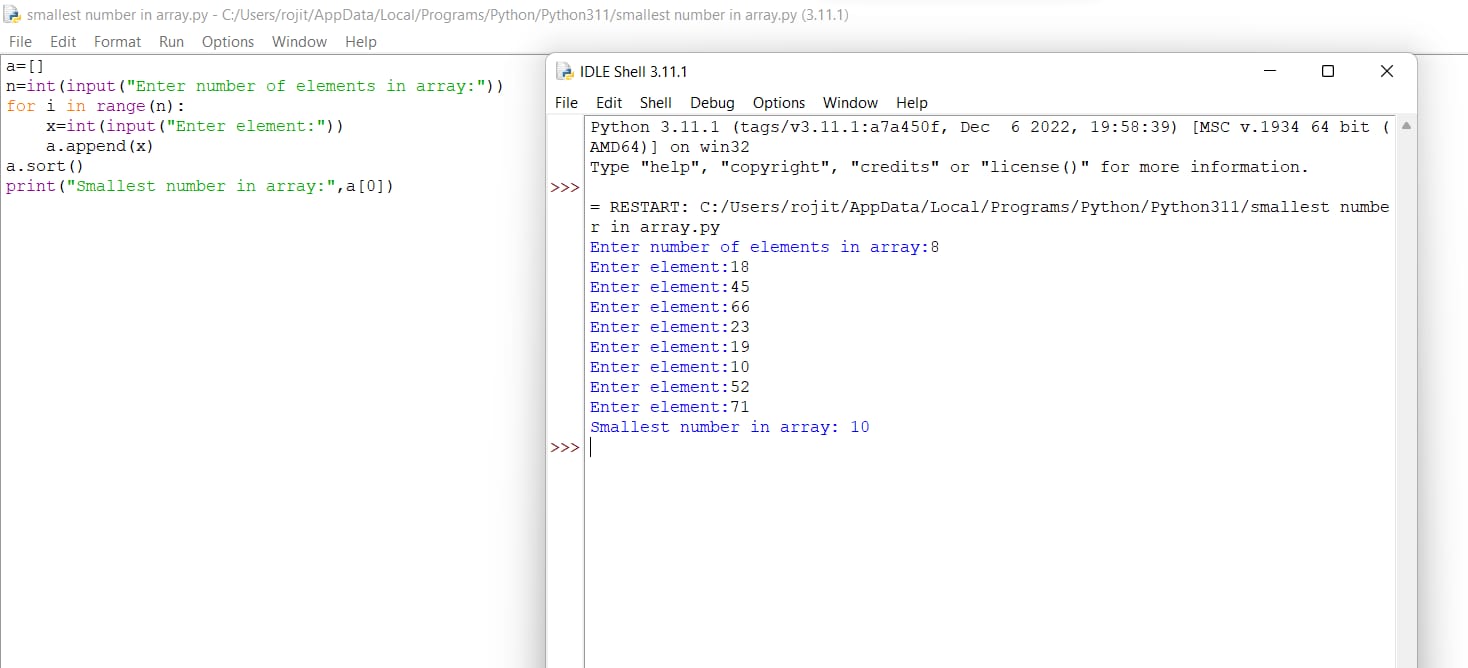 smallest number in array.py - C:/Users/rojit/AppData/Local/Programs/Python/Python311/smallest number in array.py (3.11.1)
File Edit Format Run Options Window Help
a=[]
n=int(input("Enter number of elements in array:"))
for i in range(n):
    x=int(input("Enter element:"))
    a.append(x)
a.sort()
print("Smallest number in array:",a[0])
IDLE Shell 3.11.1
File Edit Shell Debug Options Window Help
Python 3.11.1 (tags/v3.11.1:a7a450f, Dec  6 2022, 19:58:39) [MSC v.1934 64 bit (
AMD64)] on win32
Type "help", "copyright", "credits" or "license()" for more information.
>>>
= RESTART: C:/Users/rojit/AppData/Local/Programs/Python/Python311/smallest numbe
r in array.py
Enter number of elements in array:8
Enter element:18
Enter element:45
Enter element:66
Enter element:23
Enter element:19
Enter element:10
Enter element:52
Enter element:71
Smallest number in array: 10
>>>